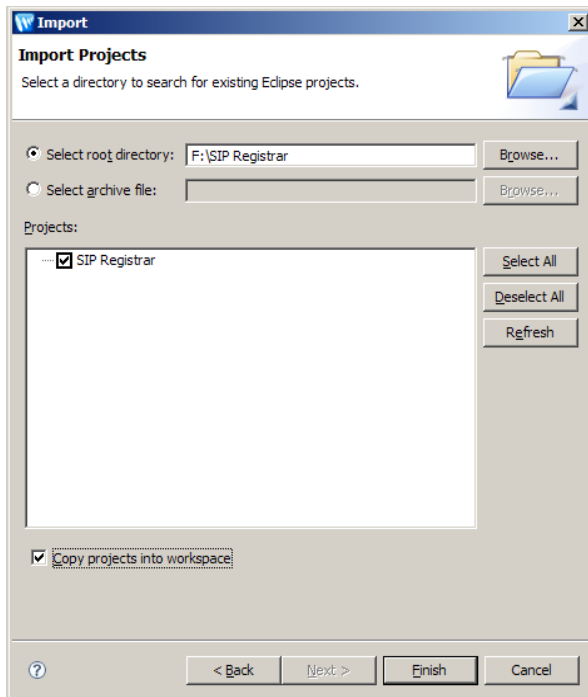 Import
Import Projects
Select a directory to search for existing Eclipse projects.
Select root directory: F:\SIP Registrar Browse...
Select archive file: Browse...
Projects:
SIP Registrar
Select All
Deselect All
Refresh
Copy projects into workspace
< Back Next > Finish Cancel